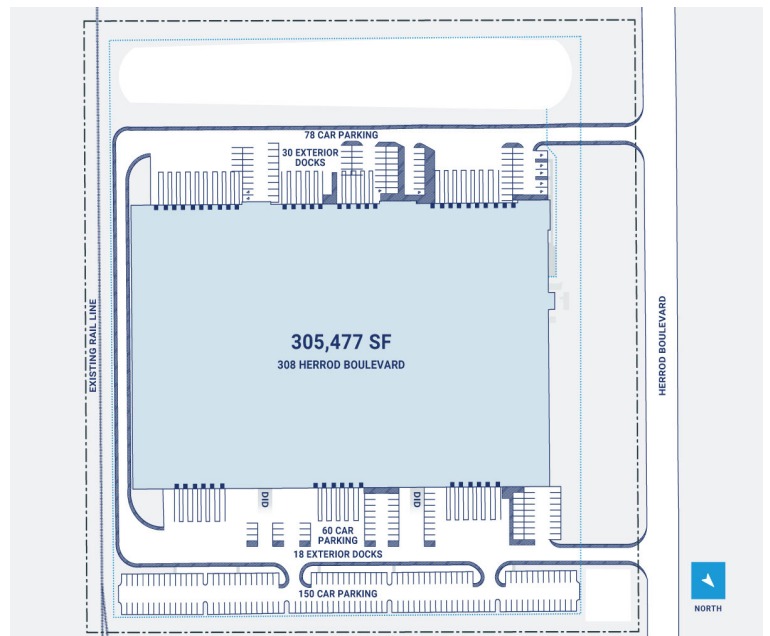 78 CAR PARKING
30 EXTERIOR
DOCKS
EXISTING RAIL LINE
305,477 SF
308 HERROD BOULEVARD
HERROD BOULEVARD
DID
DID
60 CAR
PARKING
18 EXTERIOR DOCKS
150 CAR PARKING
NORTH